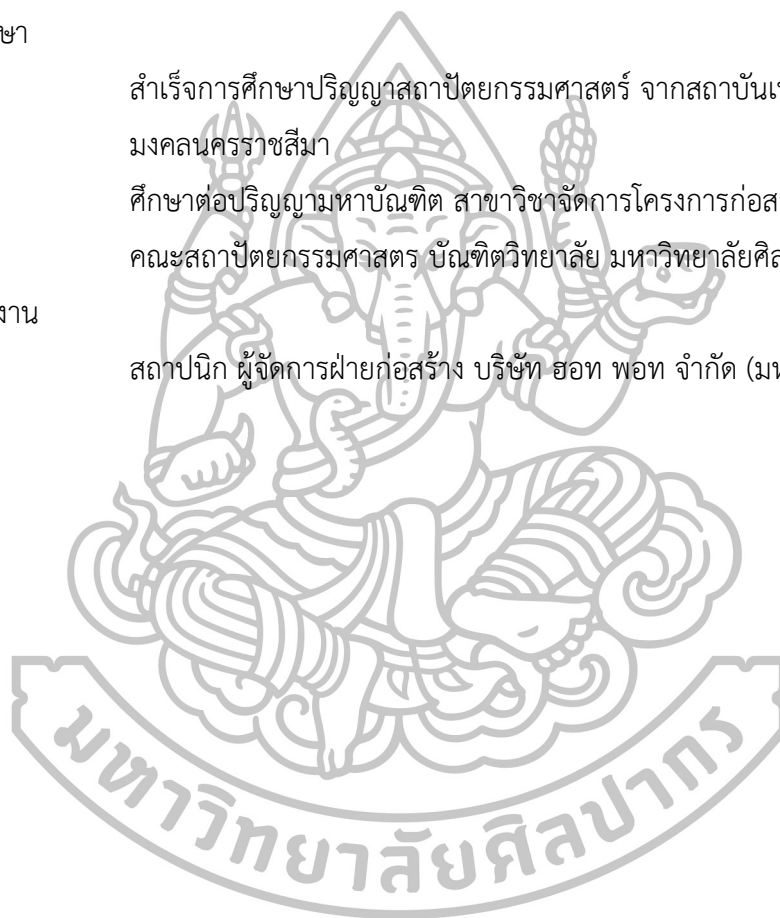 ษา
สำเร็จการศึกษาปริญญาสถาปัตยกรรมศาสตร์ จากสถาบันเท
มงคลนครราชสีมา
ศึกษาต่อปริญญามหาบัณฑิต สาขาวิชาจัดการโครงการก่อส
คณะสถาปัตยกรรมศาสตร บัณฑิตวิทยาลัย มหาวิทยาลัยศิล
งาน
สถาปนิก ผู้จัดการฝ่ายก่อสร้าง บริษัท ฮอท พอท จำกัด (มห
มหาวิทยาลัยศิลปากร